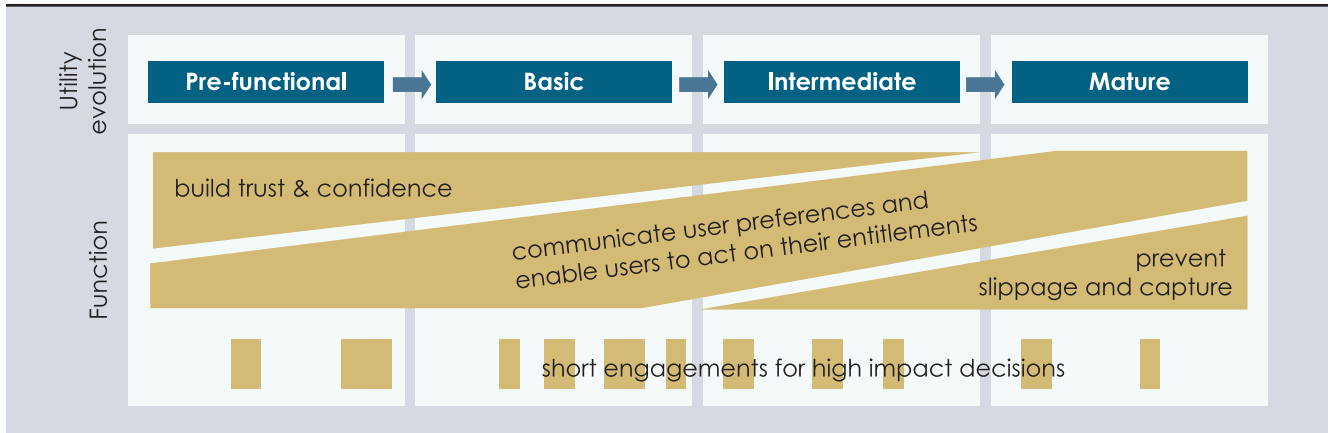 Utility
evolution
Pre-functional
Basic
Intermediate
Mature
Function
build trust & confidence
communicate user preferences and
enable users to act on their entitlements
prevent
slippage and capture
short engagements for high impact decisions